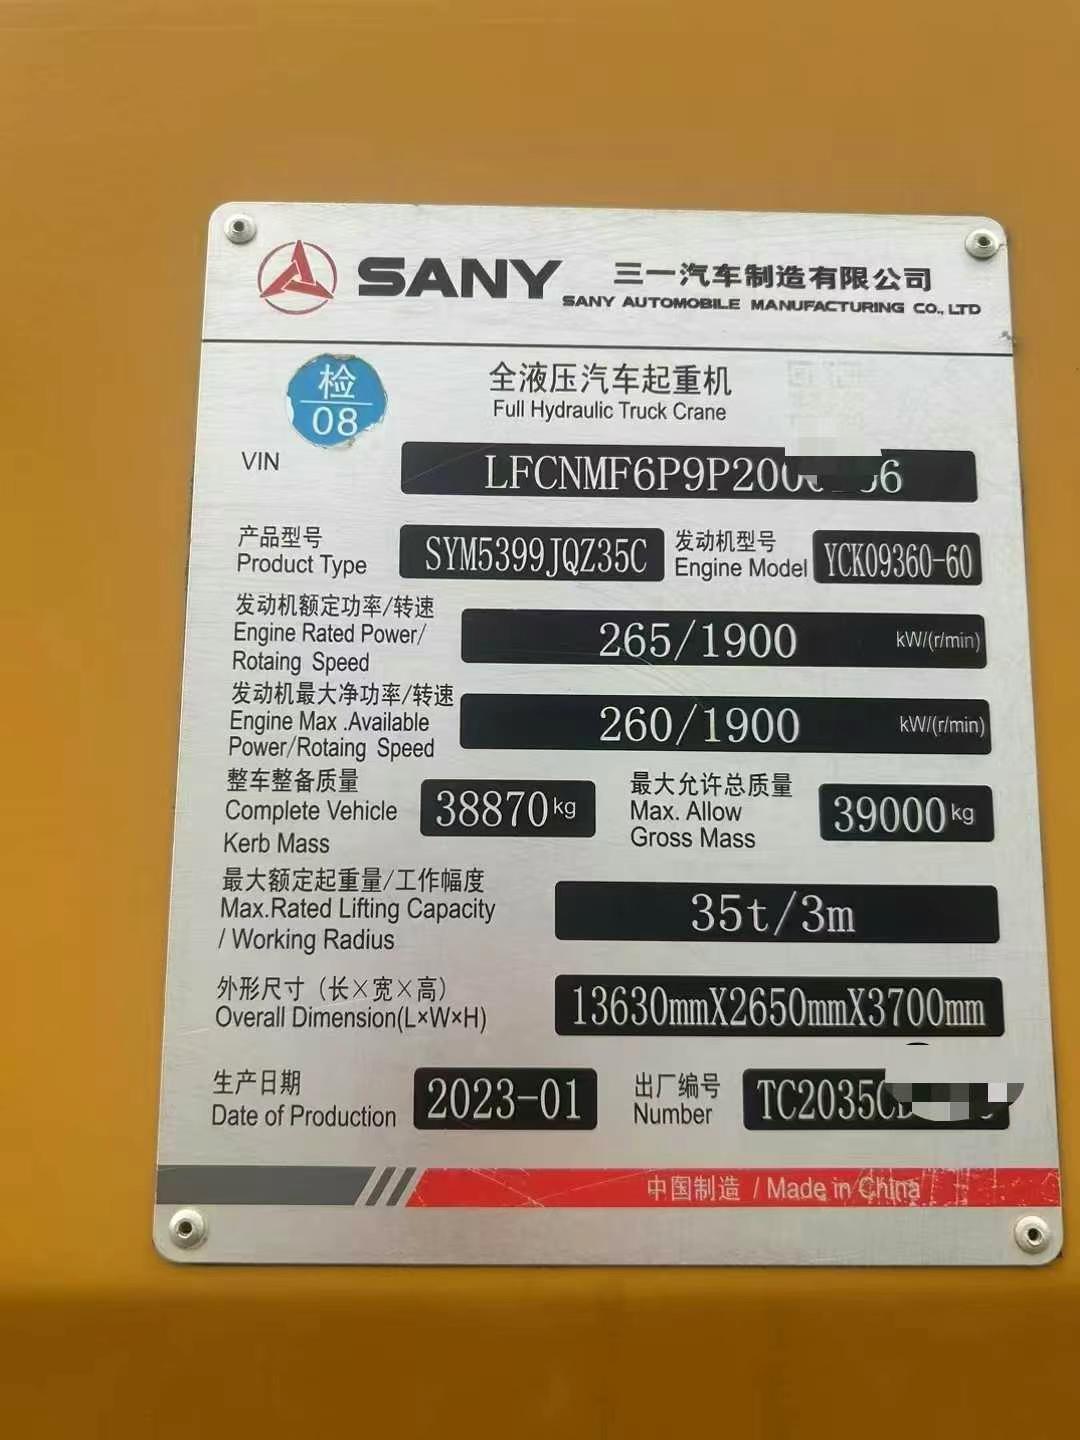 SANY 三一汽车制造有限公司
SANY AUTOMOBILE MANUFACTURING CO., LTD
检
08
全液压汽车起重机
Full Hydraulic Truck Crane
VIN LFCNMF6P9P200 6
产品型号 SYM5399JQZ35C 发动机型号 YCK09360-60
Product Type Engine Model
发动机额定功率/转速
Engine Rated Power/ 265/1900 kW/(r/min)
Rotaing Speed
发动机最大净功率/转速
Engine Max .Available 260/1900 kW/(r/min)
Power/Rotaing Speed
整车整备质量 最大允许总质量
Complete Vehicle 38870 kg Max. Allow 39000 kg
Kerb Mass Gross Mass
最大额定起重量/工作幅度
Max.Rated Lifting Capacity 35t/3m
/ Working Radius
外形尺寸（长×宽×高） 13630mmX2650mmX3700mm
Overall Dimension(L×W×H)
生产日期 2023-01 出厂编号 TC2035C
Date of Production Number
中国制造 / Made in China